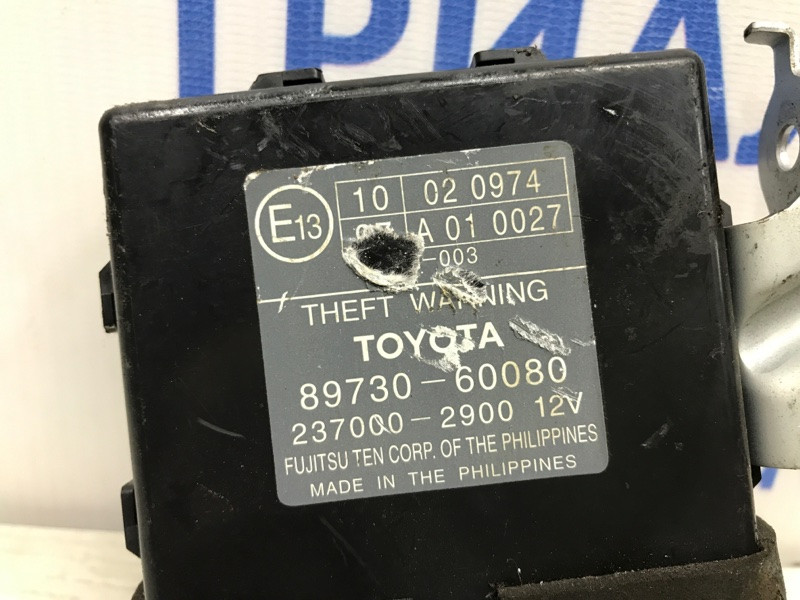 ТРИАЛ
E13
10 02 0974
A 01 0027
-003
THEFT WARNING
TOYOTA
89730-60080
237000-2900 12V
FUJITSU TEN CORP. OF THE PHILIPPINES
MADE IN THE PHILIPPINES